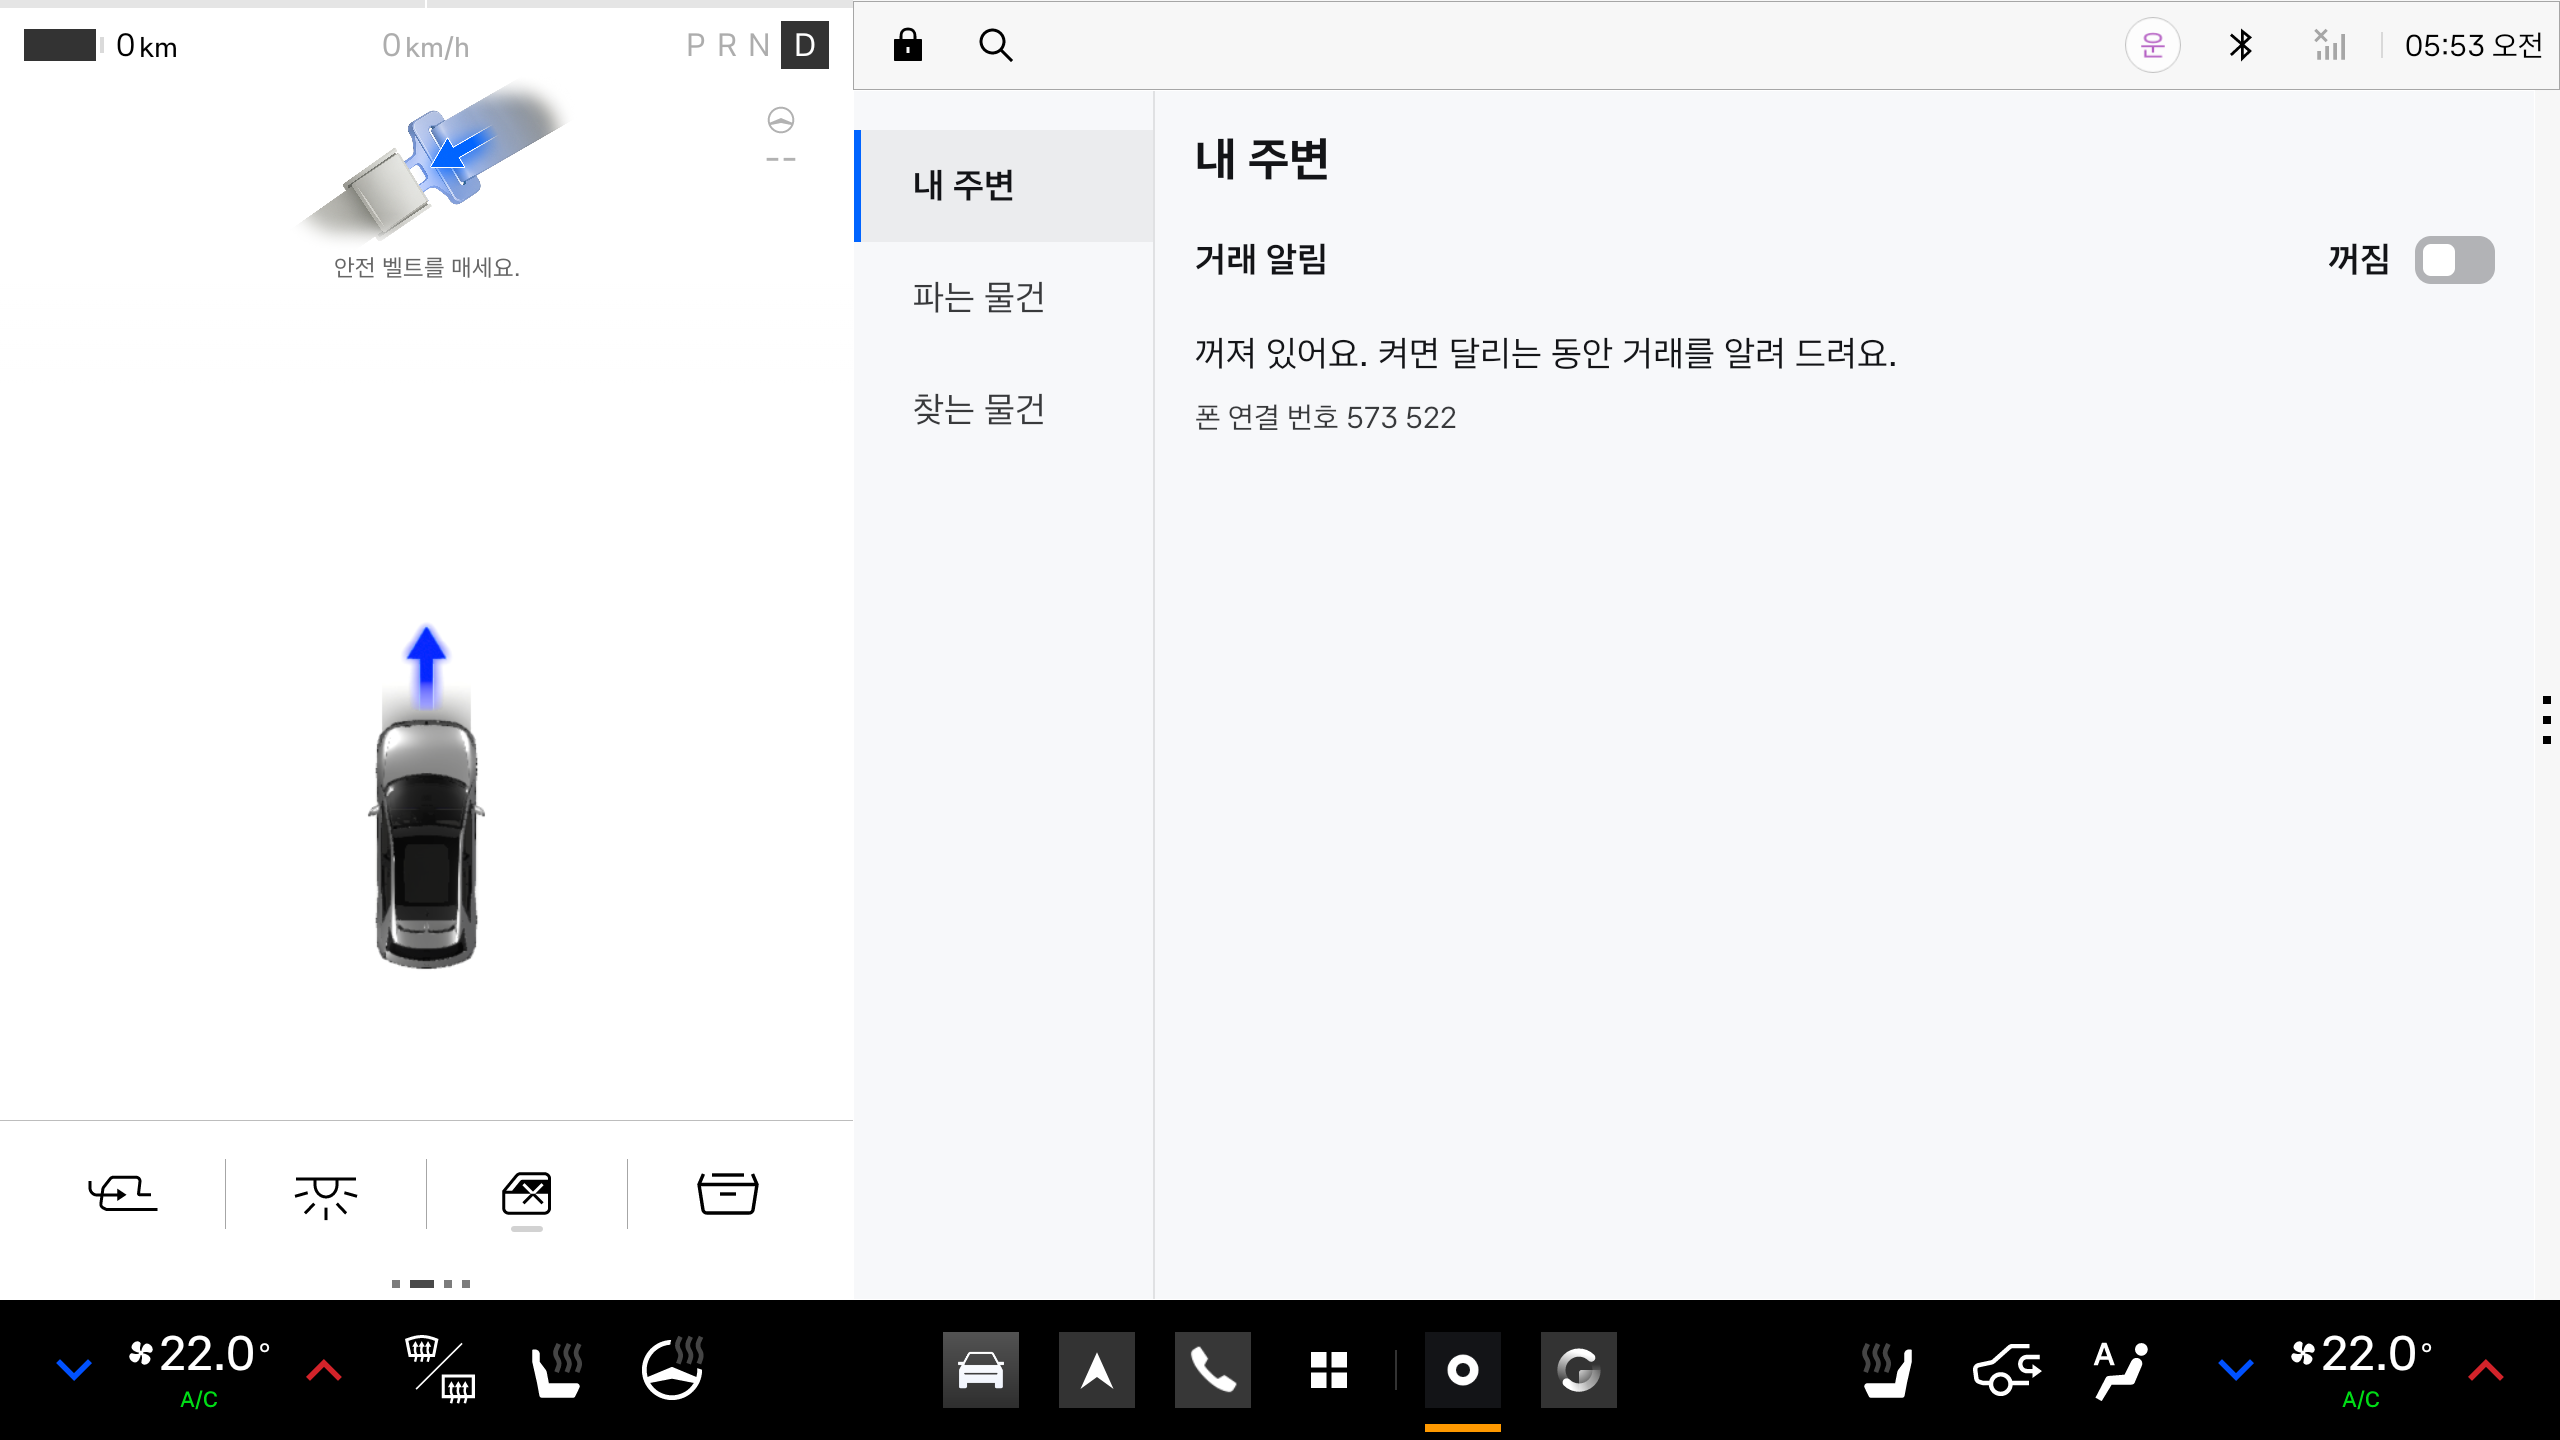 0 km
0 km/h
P R N D
안전 벨트를 매세요.
--
운
05:53 오전
내 주변
파는 물건
찾는 물건
내 주변
거래 알림
꺼짐
꺼져 있어요. 켜면 달리는 동안 거래를 알려 드려요.
폰 연결 번호 573 522
22.0°
A/C
A
22.0°
A/C